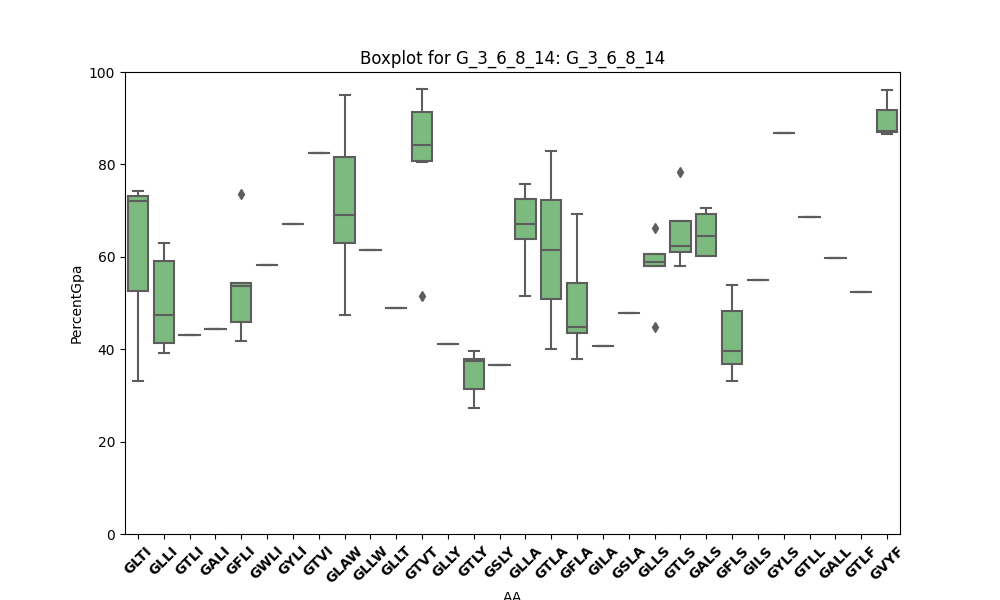 Boxplot for G_3_6_8_14: G_3_6_8_14
100
80
60
40
20
0
PercentGpa
GLTI GLLI GTLI GALI GFLI GWLI GYLI GTVI GLAW GLLW GLLT GTVT GLLY GTLY GSLY GLLA GTLA GFLA GILA GSLA GLLS GTLS GALS GFLS GILS GYLS GTLL GALL GTLF GVYF
AA